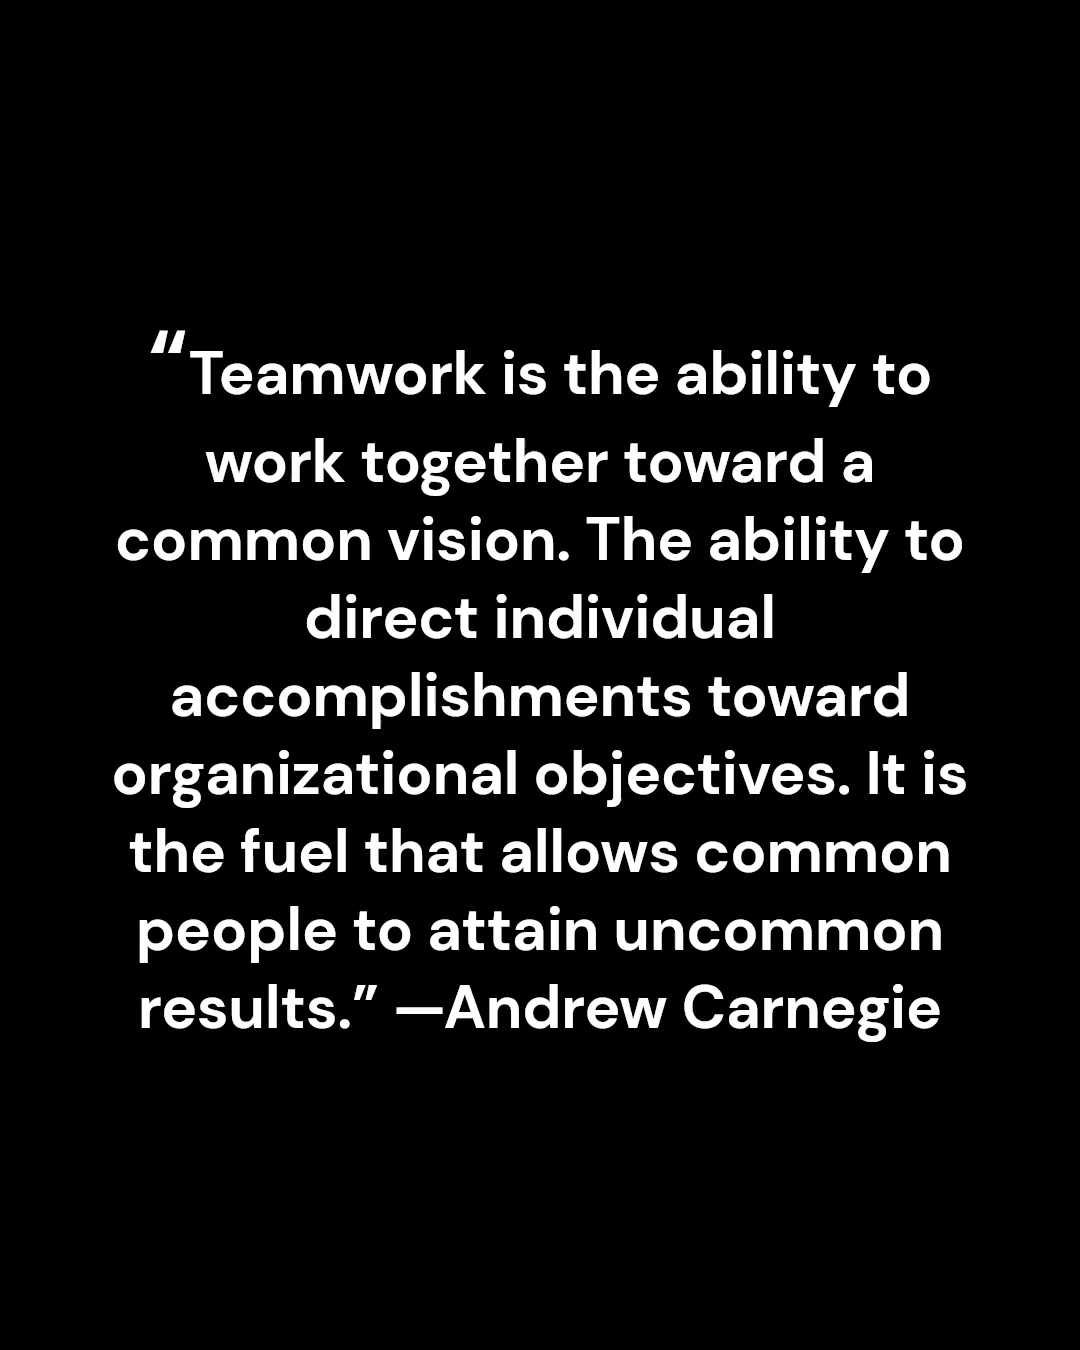 “Teamwork is the ability to
work together toward a
common vision. The ability to
direct individual
accomplishments toward
organizational objectives. It is
the fuel that allows common
people to attain uncommon
results.” —Andrew Carnegie